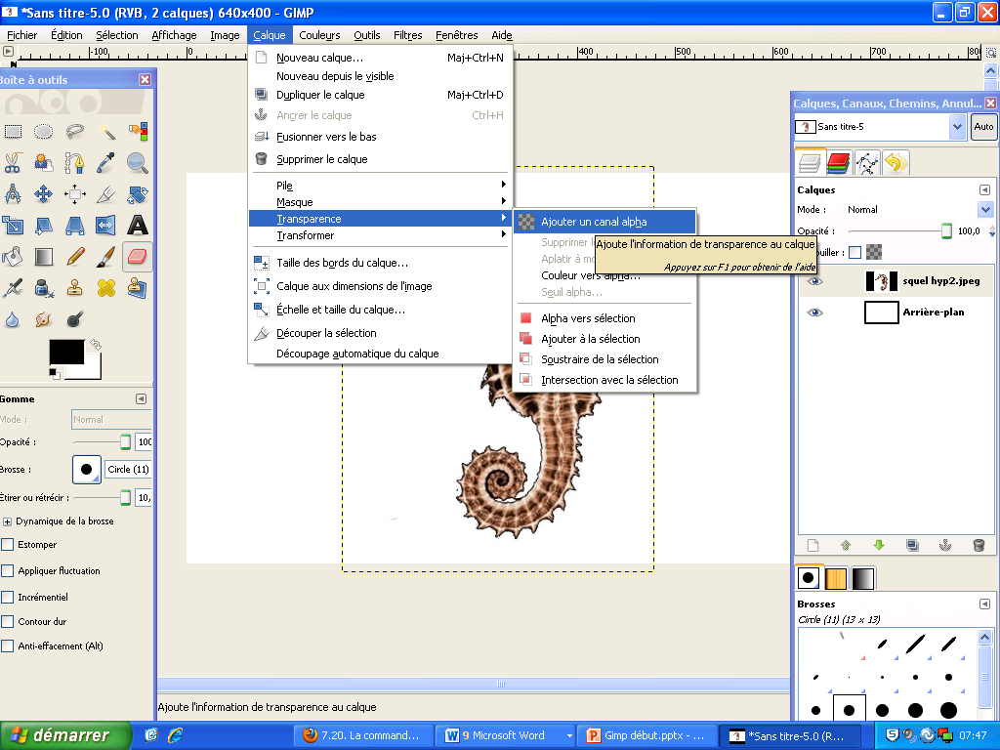 *Sans titre-5.0 (RVB, 2 calques) 640x400 – GIMP
Fichier Édition Sélection Affichage Image Calque Couleurs Outils Filtres Fenêtres Aide
-100 0 400 500 600 700 800
Boîte à outils
Nouveau calque... Maj+Ctrl+N
Nouveau depuis le visible
Dupliquer le calque Maj+Ctrl+D
Ancrer le calque Ctrl+H
Fusionner vers le bas
Supprimer le calque
Pile
Masque
Transparence
Transformer
Taille des bords du calque...
Calque aux dimensions de l'image
Échelle et taille du calque...
Découper la sélection
Découpage automatique du calque
Ajouter un canal alpha
Supprimer
Aplatir à
Couleur vers alpha...
Seuil alpha...
Alpha vers sélection
Ajouter à la sélection
Soustraire de la sélection
Intersection avec la sélection
Ajoute l'information de transparence au calque
Appuyez sur F1 pour obtenir de l'aide
Gomme
Mode : Normal
Opacité : 100
Brosse : Circle (11)
Étirer ou rétrécir : 10,
Dynamique de la brosse
Estomper
Appliquer fluctuation
Incrémentiel
Contour dur
Anti-effacement (Alt)
Calques, Canaux, Chemins, Annul...
Sans titre-5 Auto
Calques
Mode : Normal
Opacité : 100,0
ouiller :
squel hyp2.jpeg
Arrière-plan
Brosses
Circle (11) (13 x 13)
Ajoute l'information de transparence au calque
démarrer
7.20. La command...
9 Microsoft Word
Gimp début.pptx - ...
*Sans titre-5.0 (R...
07:47